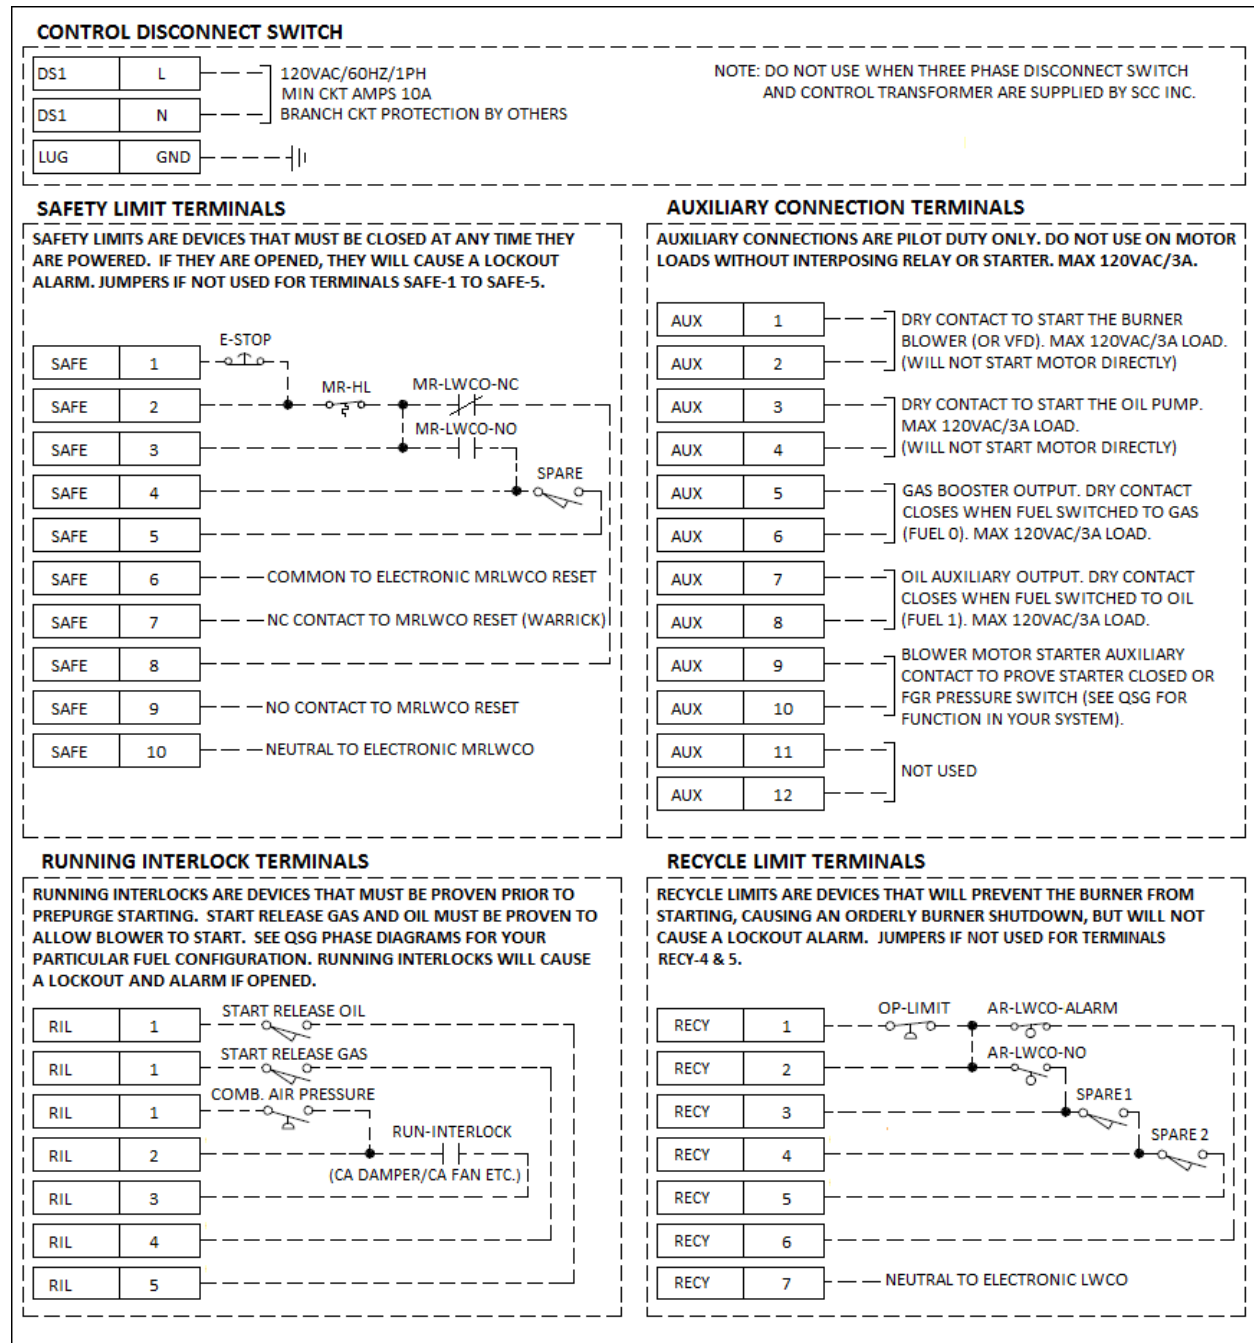 CONTROL DISCONNECT SWITCH
DS1 L
120VAC/60HZ/1PH
MIN CKT AMPS 10A
DS1 N
BRANCH CKT PROTECTION BY OTHERS
LUG GND
NOTE: DO NOT USE WHEN THREE PHASE DISCONNECT SWITCH
AND CONTROL TRANSFORMER ARE SUPPLIED BY SCC INC.
SAFETY LIMIT TERMINALS
SAFETY LIMITS ARE DEVICES THAT MUST BE CLOSED AT ANY TIME THEY
ARE POWERED. IF THEY ARE OPENED, THEY WILL CAUSE A LOCKOUT
ALARM. JUMPERS IF NOT USED FOR TERMINALS SAFE-1 TO SAFE-5.
E-STOP
SAFE 1
MR-HL MR-LWCO-NC
SAFE 2
MR-LWCO-NO
SAFE 3
SPARE
SAFE 4
SAFE 5
SAFE 6 COMMON TO ELECTRONIC MRLWCO RESET
SAFE 7 NC CONTACT TO MRLWCO RESET (WARRICK)
SAFE 8
SAFE 9 NO CONTACT TO MRLWCO RESET
SAFE 10 NEUTRAL TO ELECTRONIC MRLWCO
AUXILIARY CONNECTION TERMINALS
AUXILIARY CONNECTIONS ARE PILOT DUTY ONLY. DO NOT USE ON MOTOR
LOADS WITHOUT INTERPOSING RELAY OR STARTER. MAX 120VAC/3A.
AUX 1
DRY CONTACT TO START THE BURNER
BLOWER (OR VFD). MAX 120VAC/3A LOAD.
AUX 2
(WILL NOT START MOTOR DIRECTLY)
AUX 3
DRY CONTACT TO START THE OIL PUMP.
MAX 120VAC/3A LOAD.
AUX 4
(WILL NOT START MOTOR DIRECTLY)
AUX 5
GAS BOOSTER OUTPUT. DRY CONTACT
CLOSES WHEN FUEL SWITCHED TO GAS
AUX 6
(FUEL 0). MAX 120VAC/3A LOAD.
AUX 7
OIL AUXILIARY OUTPUT. DRY CONTACT
CLOSES WHEN FUEL SWITCHED TO OIL
AUX 8
(FUEL 1). MAX 120VAC/3A LOAD.
AUX 9
BLOWER MOTOR STARTER AUXILIARY
CONTACT TO PROVE STARTER CLOSED OR
AUX 10
FGR PRESSURE SWITCH (SEE QSG FOR
FUNCTION IN YOUR SYSTEM).
AUX 11
NOT USED
AUX 12
RUNNING INTERLOCK TERMINALS
RUNNING INTERLOCKS ARE DEVICES THAT MUST BE PROVEN PRIOR TO
PREPURGE STARTING. START RELEASE GAS AND OIL MUST BE PROVEN TO
ALLOW BLOWER TO START. SEE QSG PHASE DIAGRAMS FOR YOUR
PARTICULAR FUEL CONFIGURATION. RUNNING INTERLOCKS WILL CAUSE
A LOCKOUT AND ALARM IF OPENED.
START RELEASE OIL
RIL 1
START RELEASE GAS
RIL 1
COMB. AIR PRESSURE
RIL 1
RUN-INTERLOCK
RIL 2
(CA DAMPER/CA FAN ETC.)
RIL 3
RIL 4
RIL 5
RECYCLE LIMIT TERMINALS
RECYCLE LIMITS ARE DEVICES THAT WILL PREVENT THE BURNER FROM
STARTING, CAUSING AN ORDERLY BURNER SHUTDOWN, BUT WILL NOT
CAUSE A LOCKOUT ALARM. JUMPERS IF NOT USED FOR TERMINALS
RECY-4 & 5.
OP-LIMIT AR-LWCO-ALARM
RECY 1
AR-LWCO-NO
RECY 2
SPARE1
RECY 3
SPARE 2
RECY 4
RECY 5
RECY 6
RECY 7 NEUTRAL TO ELECTRONIC LWCO